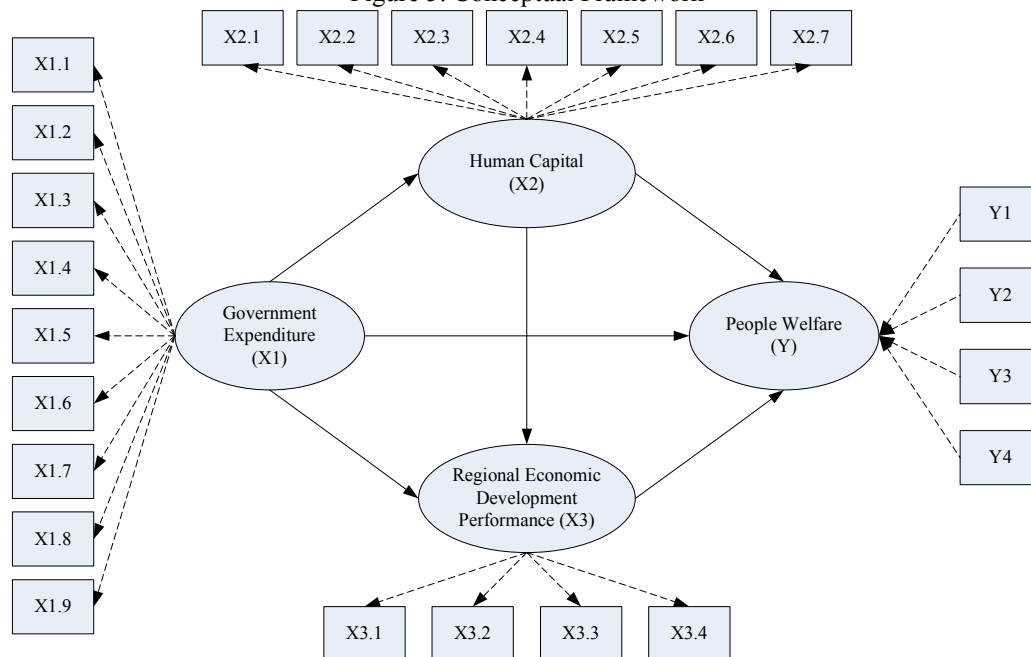 Figure 3. Conceptual Framework
X2.1 X2.2 X2.3 X2.4 X2.5 X2.6 X2.7
X1.1
X1.2
X1.3
X1.4
X1.5
X1.6
X1.7
X1.8
X1.9
Human Capital
(X2)
Government
Expenditure
(X1)
People Welfare
(Y)
Regional Economic
Development
Performance (X3)
Y1
Y2
Y3
Y4
X3.1 X3.2 X3.3 X3.4